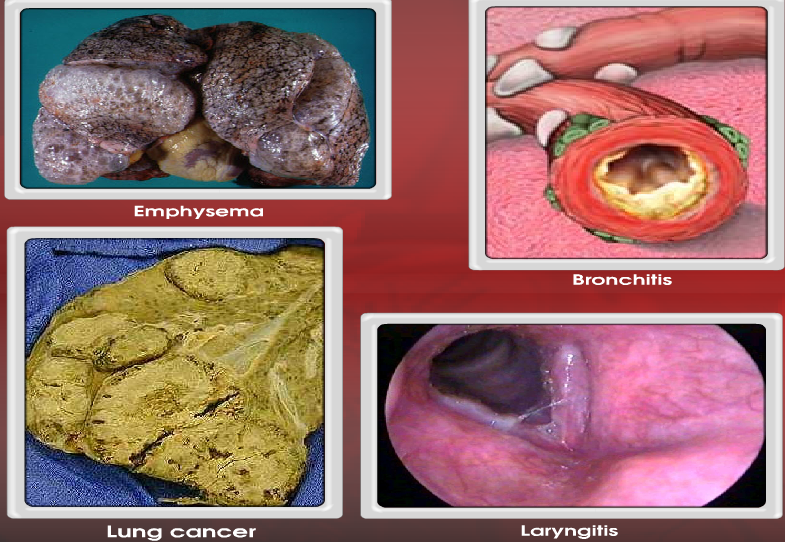 Emphysema
Bronchitis
Lung cancer
Laryngitis